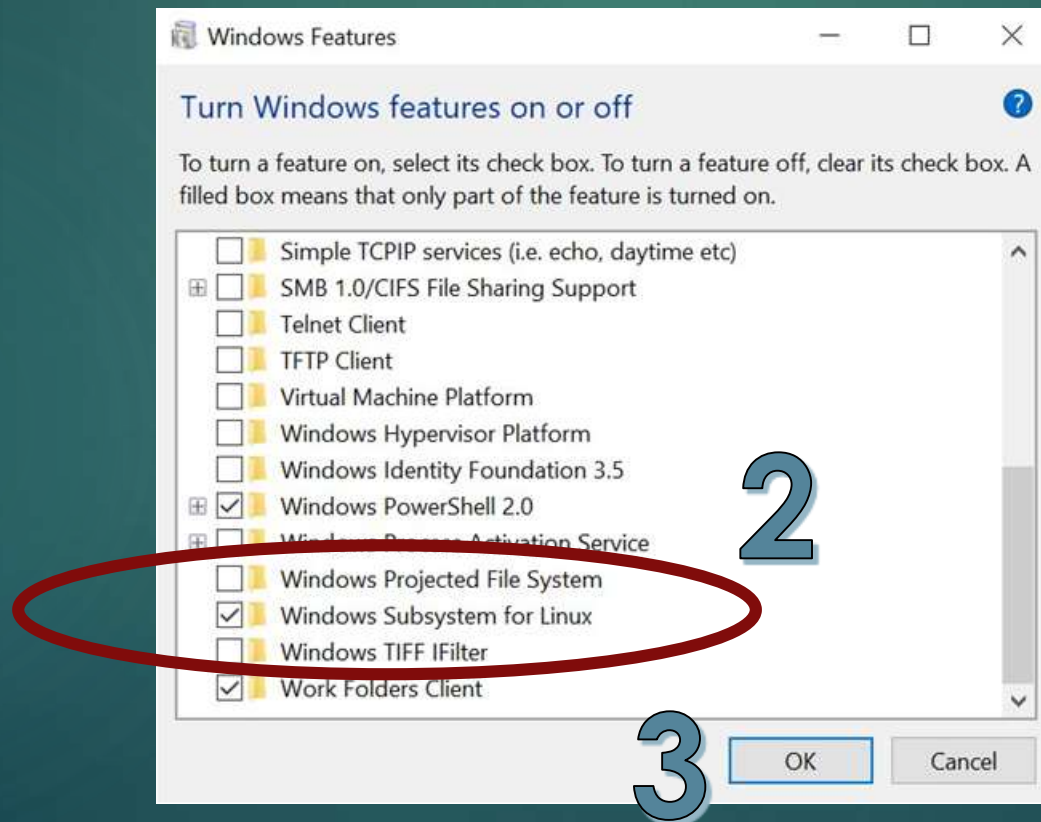 Windows Features
Turn Windows features on or off
?
To turn a feature on, select its check box. To turn a feature off, clear its check box. A
filled box means that only part of the feature is turned on.
Simple TCPIP services (i.e. echo, daytime etc)
SMB 1.0/CIFS File Sharing Support
Telnet Client
TFTP Client
Virtual Machine Platform
Windows Hypervisor Platform
Windows Identity Foundation 3.5
2
Windows PowerShell 2.0
Windows Process Activation Service
Windows Projected File System
Windows Subsystem for Linux
Windows TIFF IFilter
Work Folders Client
3
OK
Cancel